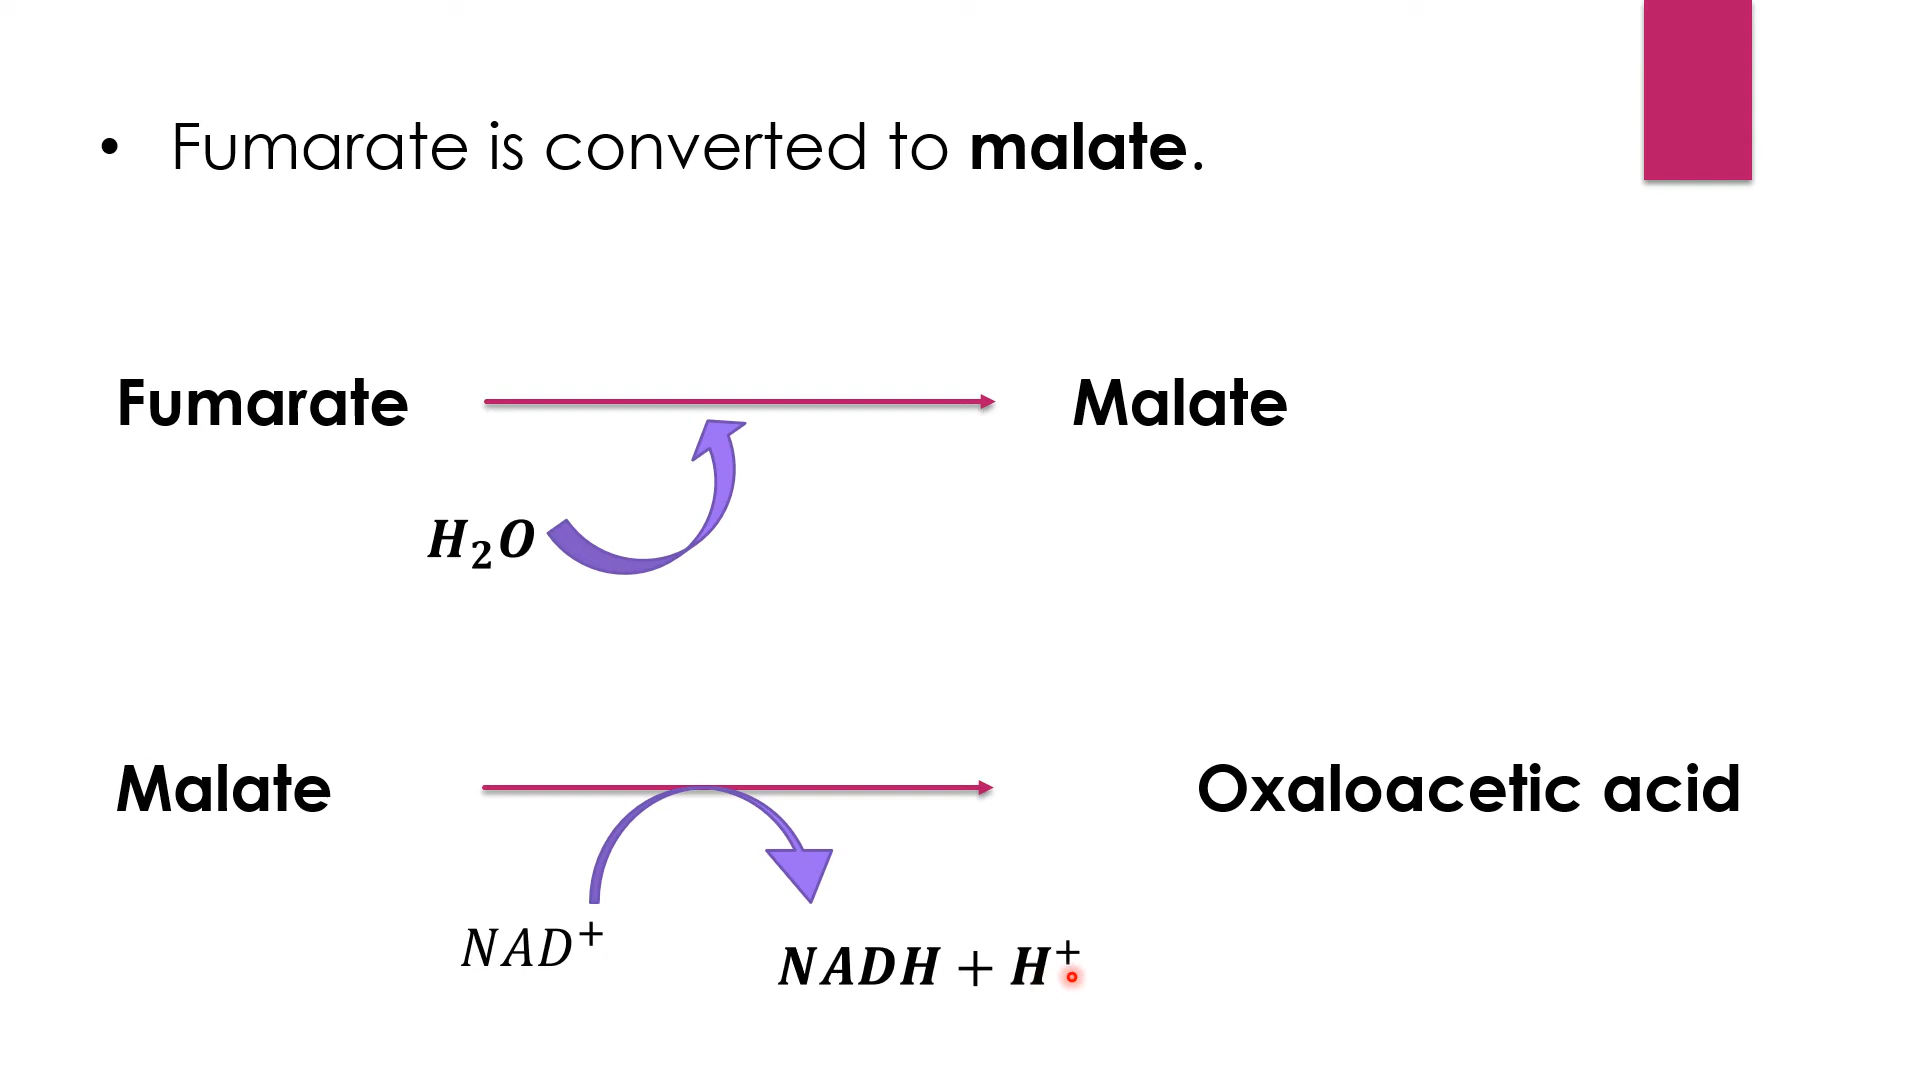 • Fumarate is converted to malate.
Fumarate Malate
H₂O
Malate Oxaloacetic acid
NAD⁺
NADH + H⁺